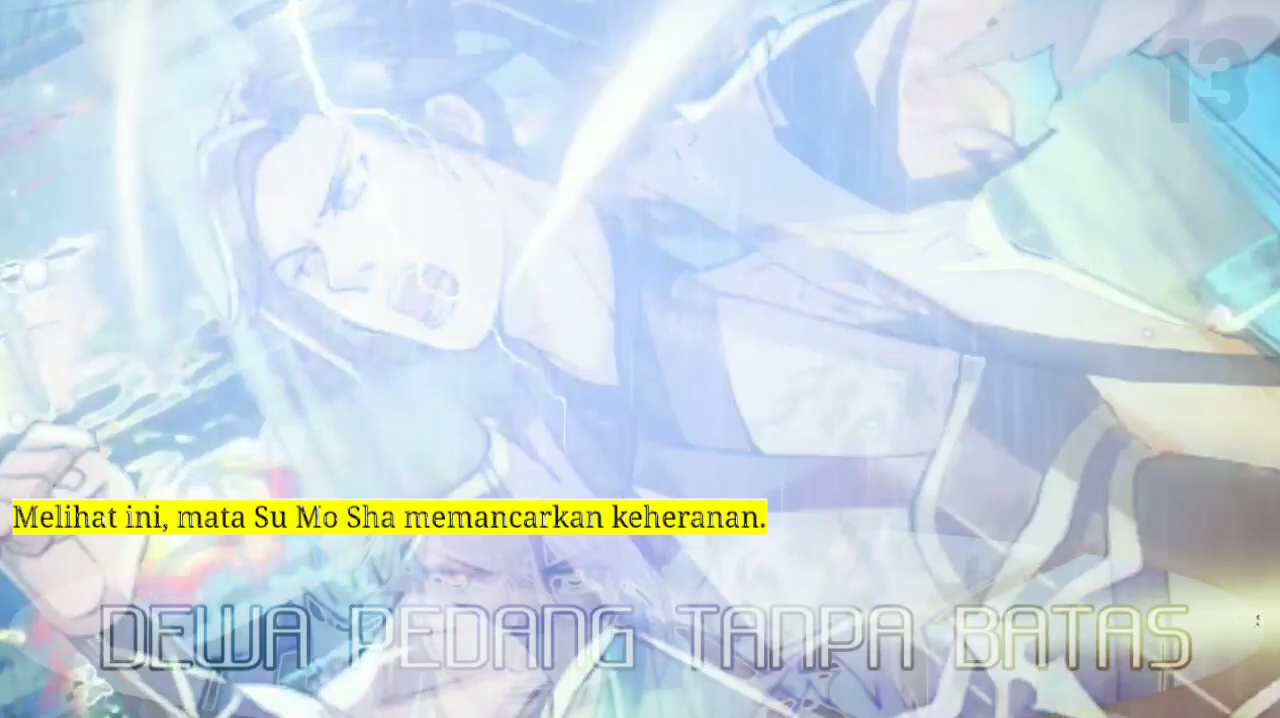 13
Melihat ini, mata Su Mo Sha memancarkan keheranan.
DEWA PEDANG TANPA BATAS